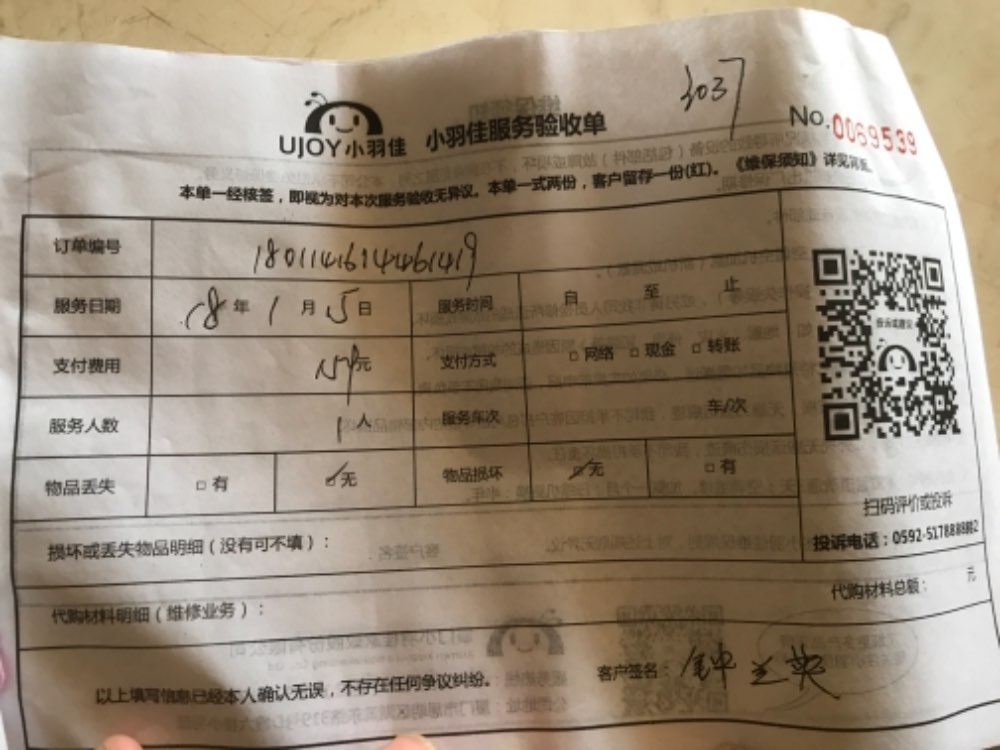 3037
UJOY小羽佳 小羽佳服务验收单 No.0069539
本单一经核签，即视为对本次服务验收无异议。本单一式两份，客户留存一份(红)。《维保须知》详见背面。
订单编号
服务日期 18年1月15日 服务时间 自 至 止
支付费用 元 支付方式 □网络 □现金 □转账
服务人数 1人 服务车次 车/次
物品丢失 □有 ☑无 物品损坏 ☑无 □有
投诉或建议
扫码评价或投诉
损坏或丢失物品明细（没有可不填）： 投诉电话：0592-5178888转2
代购材料明细（维修业务）： 代购材料总额： 元
以上填写信息已经本人确认无误，不存在任何争议纠纷。 客户签名：钟兰英